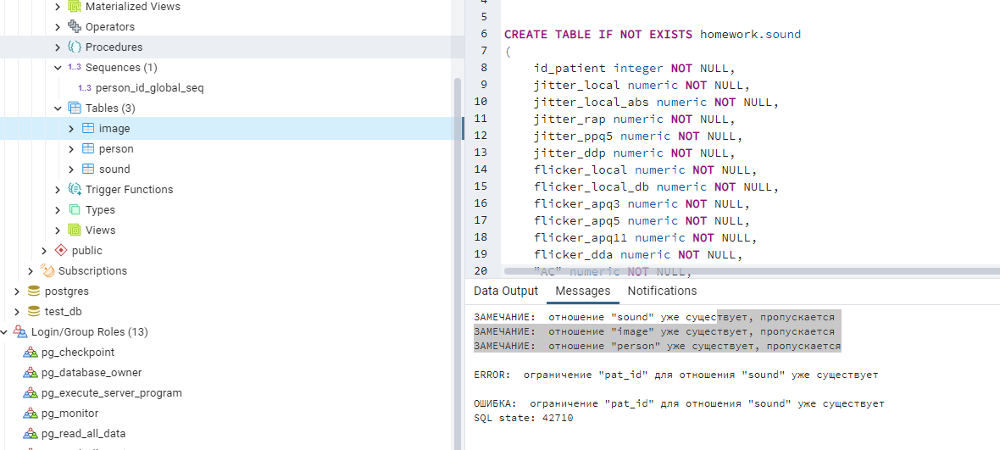 Materialized Views
Operators
Procedures
Sequences (1)
1..3 person_id_global_seq
Tables (3)
image
person
sound
Trigger Functions
Types
Views
public
Subscriptions
postgres
test_db
Login/Group Roles (13)
pg_checkpoint
pg_database_owner
pg_execute_server_program
pg_monitor
pg_read_all_data
4
5
6 CREATE TABLE IF NOT EXISTS homework.sound
7 (
8 id_patient integer NOT NULL,
9 jitter_local numeric NOT NULL,
10 jitter_local_abs numeric NOT NULL,
11 jitter_rap numeric NOT NULL,
12 jitter_ppq5 numeric NOT NULL,
13 jitter_ddp numeric NOT NULL,
14 flicker_local numeric NOT NULL,
15 flicker_local_db numeric NOT NULL,
16 flicker_apq3 numeric NOT NULL,
17 flicker_apq5 numeric NOT NULL,
18 flicker_apq11 numeric NOT NULL,
19 flicker_dda numeric NOT NULL,
20 "AC" numeric NOT NULL,
Data Output Messages Notifications
ЗАМЕЧАНИЕ: отношение "sound" уже существует, пропускается
ЗАМЕЧАНИЕ: отношение "image" уже существует, пропускается
ЗАМЕЧАНИЕ: отношение "person" уже существует, пропускается
ERROR: ограничение "pat_id" для отношения "sound" уже существует
ОШИБКА: ограничение "pat_id" для отношения "sound" уже существует
SQL state: 42710